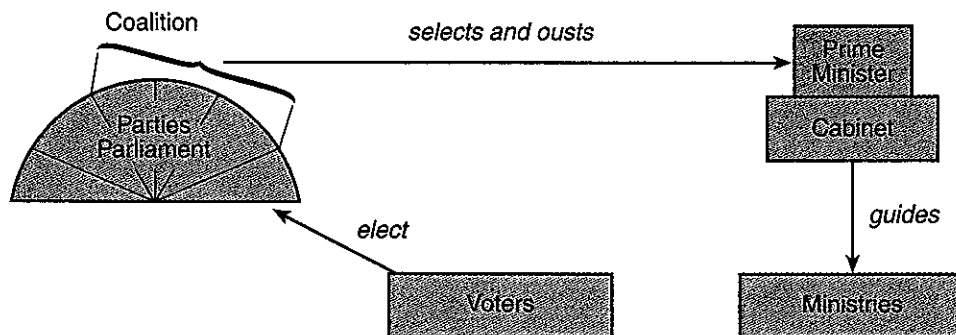 Coalition
selects and ousts
Prime
Minister
Parties
Parliament
Cabinet
elect
guides
Voters
Ministries